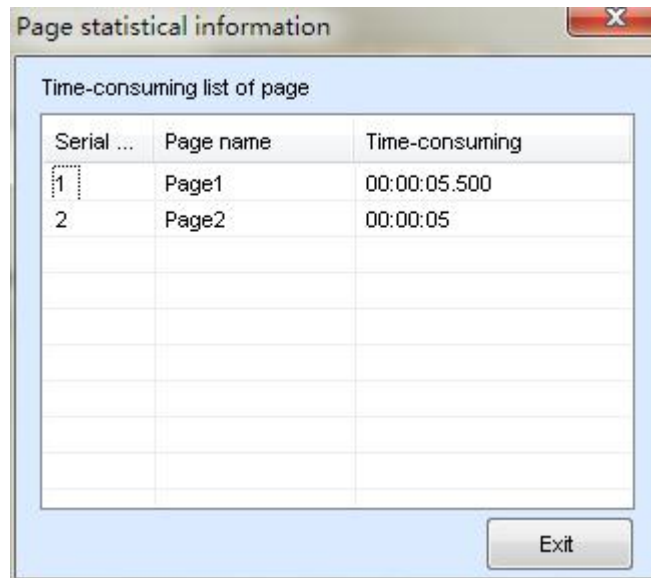 Page statistical information
Time-consuming list of page
Serial ... Page name Time-consuming
1 Page1 00:00:05.500
2 Page2 00:00:05
Exit